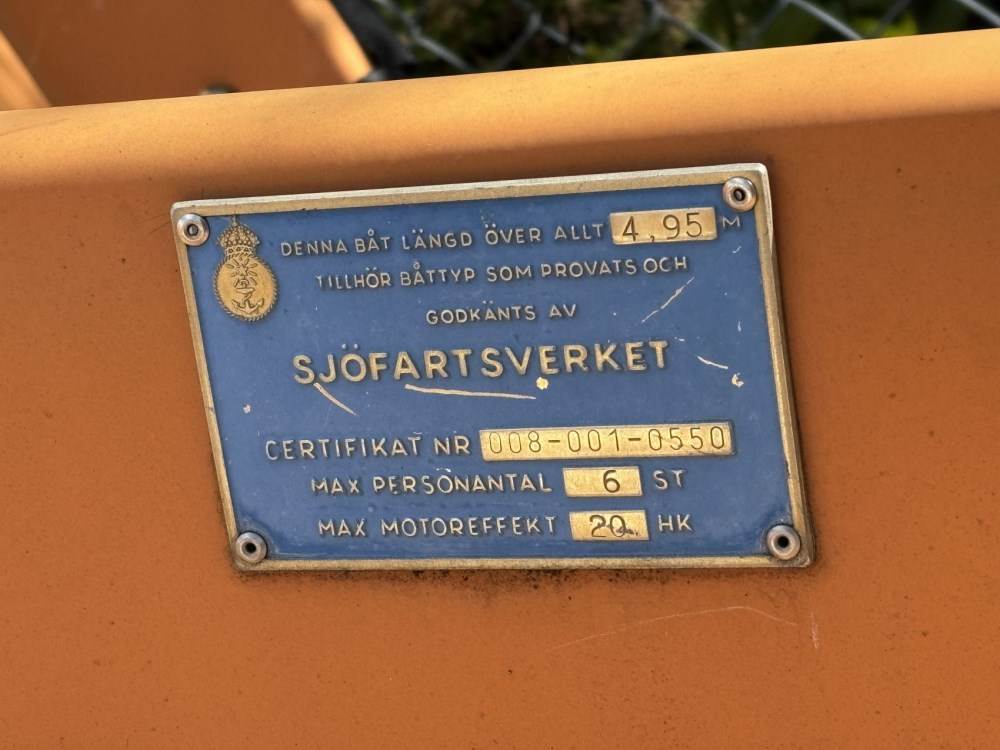 DENNA BÅT LÄNGD ÖVER ALLT 4,95 M
TILLHÖR BÅTTYP SOM PROVATS OCH
GODKÄNTS AV
SJÖFARTSVERKET
CERTIFIKAT NR 008-001-0550
MAX PERSONANTAL 6 ST
MAX MOTOREFFEKT 20 HK